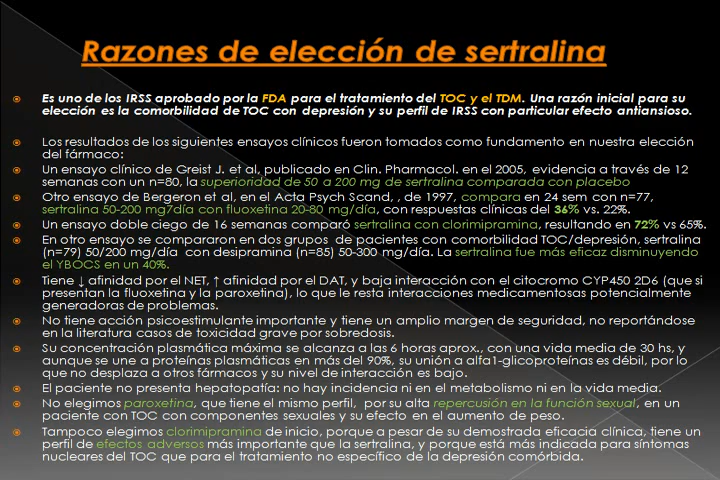 Razones de elección de sertralina
Es uno de los IRSS aprobado por la FDA para el tratamiento del TOC y el TDM. Una razón inicial para su
elección es la comorbilidad de TOC con depresión y su perfil de IRSS con particular efecto antiansioso.
Los resultados de los siguientes ensayos clínicos fueron tomados como fundamento en nuestra elección
del fármaco:
Un ensayo clínico de Greist J. et al, publicado en Clin. Pharmacol. en el 2005, evidencia a través de 12
semanas con un n=80, la superioridad de 50 a 200 mg de sertralina comparada con placebo
Otro ensayo de Bergeron et al, en el Acta Psych Scand, , de 1997, compara en 24 sem con n=77,
sertralina 50-200 mg7día con fluoxetina 20-80 mg/día, con respuestas clínicas del 36% vs. 22%.
Un ensayo doble ciego de 16 semanas comparó sertralina con clorimipramina, resultando en 72% vs 65%.
En otro ensayo se compararon en dos grupos de pacientes con comorbilidad TOC/depresión, sertralina
(n=79) 50/200 mg/día con desipramina (n=85) 50-300 mg/día. La sertralina fue más eficaz disminuyendo
el YBOCS en un 40%.
Tiene ↓ afinidad por el NET, ↑ afinidad por el DAT, y baja interacción con el citocromo CYP450 2D6 (que si
presentan la fluoxetina y la paroxetina), lo que le resta interacciones medicamentosas potencialmente
generadoras de problemas.
No tiene acción psicoestimulante importante y tiene un amplio margen de seguridad, no reportándose
en la literatura casos de toxicidad grave por sobredosis.
Su concentración plasmática máxima se alcanza a las 6 horas aprox., con una vida media de 30 hs, y
aunque se une a proteínas plasmáticas en más del 90%, su unión a alfa1-glicoproteínas es débil, por lo
que no desplaza a otros fármacos y su nivel de interacción es bajo.
El paciente no presenta hepatopatía: no hay incidencia ni en el metabolismo ni en la vida media.
No elegimos paroxetina, que tiene el mismo perfil, por su alta repercusión en la función sexual, en un
paciente con TOC con componentes sexuales y su efecto en el aumento de peso.
Tampoco elegimos clorimipramina de inicio, porque a pesar de su demostrada eficacia clínica, tiene un
perfil de efectos adversos más importante que la sertralina, y porque está más indicada para síntomas
nucleares del TOC que para el tratamiento no específico de la depresión comórbida.